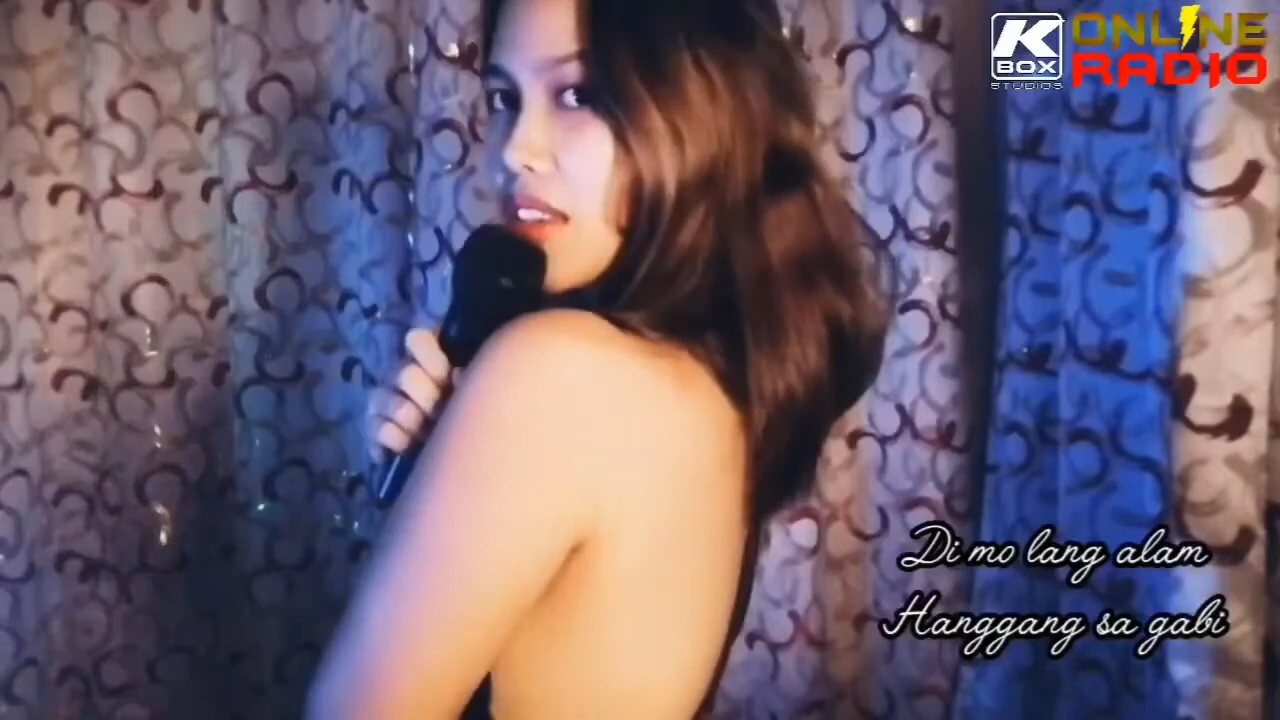 K BOX STUDIOS
ONLINE RADIO
Di mo lang alam
Hanggang sa gabi